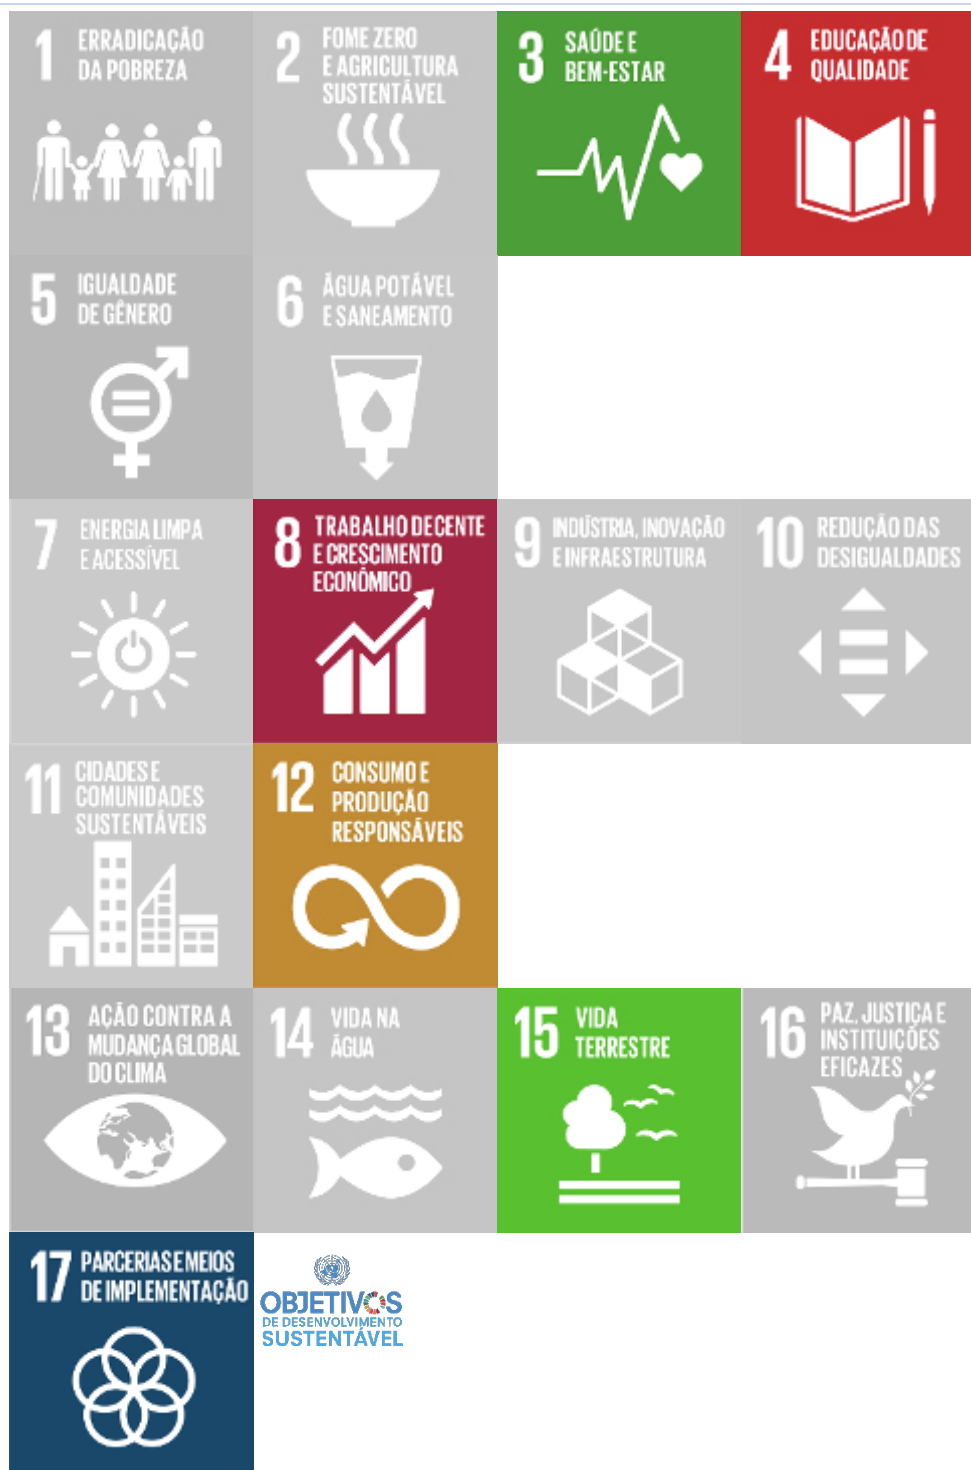 1 ERRADICAÇÃO
DA POBREZA
2 FOME ZERO
E AGRICULTURA
SUSTENTÁVEL
3 SAÚDE E
BEM-ESTAR
4 EDUCAÇÃO DE
QUALIDADE
5 IGUALDADE
DE GÊNERO
6 ÁGUA POTÁVEL
E SANEAMENTO
7 ENERGIA LIMPA
E ACESSÍVEL
8 TRABALHO DECENTE
E CRESCIMENTO
ECONÔMICO
9 INDÚSTRIA, INOVAÇÃO
E INFRAESTRUTURA
10 REDUÇÃO DAS
DESIGUALDADES
11 CIDADES E
COMUNIDADES
SUSTENTÁVEIS
12 CONSUMO E
PRODUÇÃO
RESPONSÁVEIS
13 AÇÃO CONTRA A
MUDANÇA GLOBAL
DO CLIMA
14 VIDA NA
ÁGUA
15 VIDA
TERRESTRE
16 PAZ, JUSTIÇA E
INSTITUIÇÕES
EFICAZES
17 PARCERIAS E MEIOS
DE IMPLEMENTAÇÃO
OBJETIVOS
DE DESENVOLVIMENTO
SUSTENTÁVEL